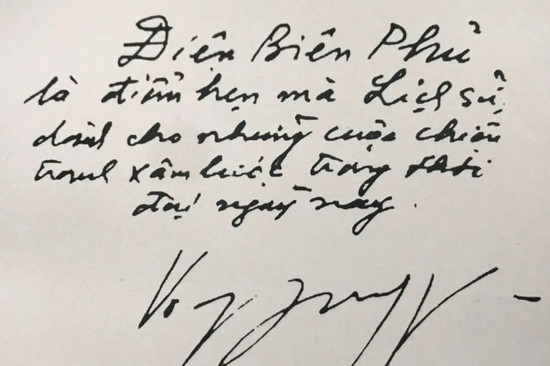 Điện Biên Phủ
là điểm hẹn mà Lịch sử
dành cho những cuộc chiến
tranh xâm lược trong thời
đại ngày nay.